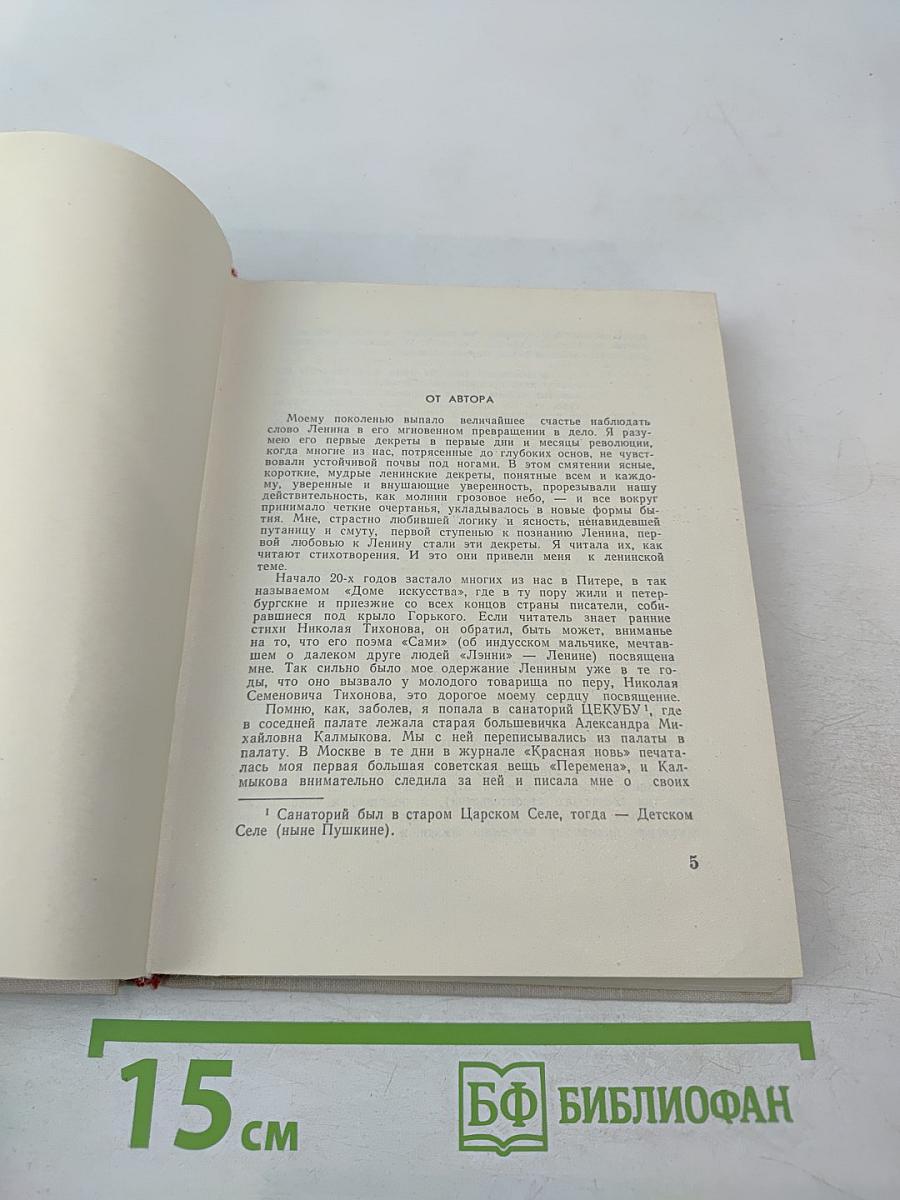 ОТ АВТОРА
Моему поколенью выпало величайшее счастье наблюдать
слово Ленина в его мгновенном превращении в дело. Я разу-
мею его первые декреты в первые дни и месяцы революции,
когда многие из нас, потрясенные до глубоких основ, не чувст-
вовали устойчивой почвы под ногами. В этом смятении ясные,
короткие, мудрые ленинские декреты, понятные всем и каждо-
му, уверенные и внушающие уверенность, прорезывали нашу
действительность, как молнии грозовое небо, — и все вокруг
принимало четкие очертанья, укладывалось в новые формы бы-
тия. Мне, страстно любившей логику и ясность, ненавидевшей
путаницу и смуту, первой ступенью к познанию Ленина, пер-
вой любовью к Ленину стали эти декреты. Я читала их, как
читают стихотворения. И это они привели меня к ленинской
теме.
Начало 20-х годов застало многих из нас в Питере, в так
называемом «Доме искусства», где в ту пору жили и петер-
бургские и приезжие со всех концов страны писатели, соби-
равшиеся под крыло Горького. Если читатель знает ранние
стихи Николая Тихонова, он обратил, быть может, вниманье
на то, что его поэма «Сами» (об индусском мальчике, мечтав-
шем о далеком друге людей «Лэнни» — Ленине) посвящена
мне. Так сильно было мое одержание Лениным уже в те го-
ды, что оно вызвало у молодого товарища по перу, Николая
Семеновича Тихонова, это дорогое моему сердцу посвящение.
Помню, как, заболев, я попала в санаторий ЦЕКУБУ¹, где
в соседней палате лежала старая большевичка Александра Ми-
хайловна Калмыкова. Мы с ней переписывались из палаты в
палату. В Москве в те дни в журнале «Красная новь» печата-
лась моя первая большая советская вещь «Перемена», и Кал-
мыкова внимательно следила за ней и писала мне о своих
¹ Санаторий был в старом Царском Селе, тогда — Детском
Селе (ныне Пушкине).
5
15 см
БФ БИБЛИОФАН